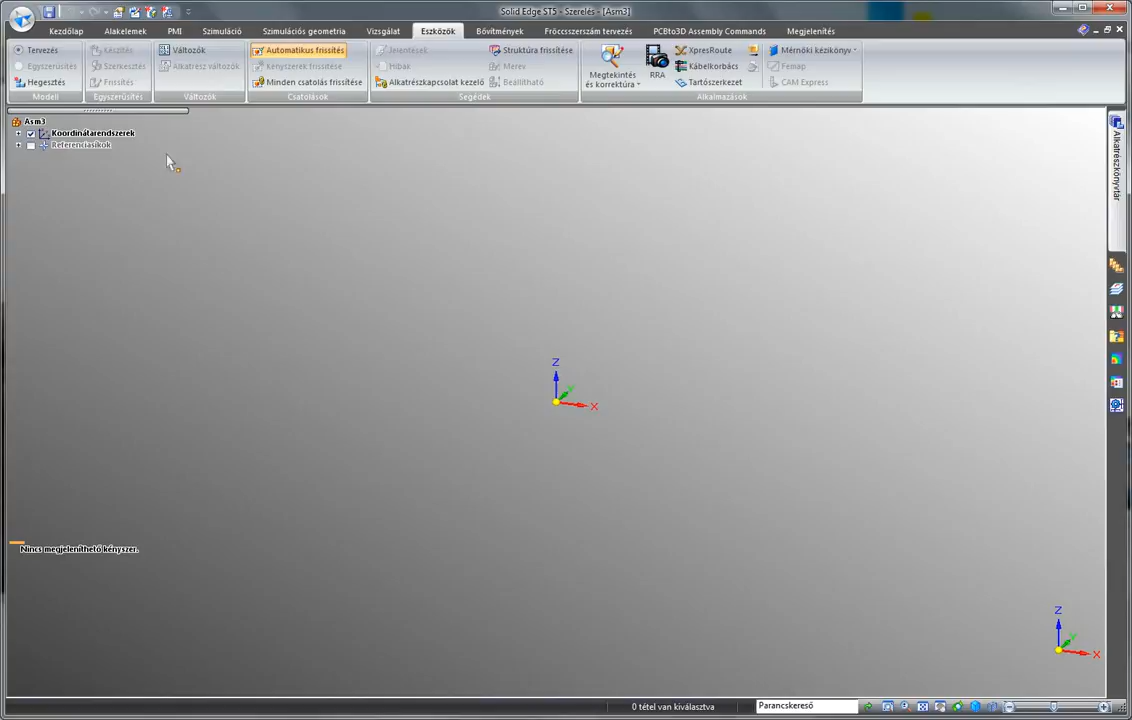 Solid Edge ST5 - Szerelés - [Asm3]
Kezdőlap Alakelemek PMI Szimuláció Szimulációs geometria Vizsgálat Eszközök Bővítmények Fröccsszerszám tervezés PCBto3D Assembly Commands Megjelenítés
Tervezés Készítés Változók Automatikus frissítés Jelentések Struktúra frissítése XpresRoute Mérnöki kézikönyv
Egyszerűsítés Szerkesztés Alkatrész változók Kényszerek frissítése Hibák Merev Kábelkorbács Femap
Hegesztés Frissítés Minden csatolás frissítése Alkatrészkapcsolat kezelő Beállítható Megtekintés és korrektúra RRA Tartószerkezet CAM Express
Modell Egyszerűsítés Változók Csatolások Segédek Alkalmazások
Asm3
Koordinátarendszerek
Referenciasíkok
Alkatrészkönyvtár
Z
Y
X
Nincs megjeleníthető kényszer.
Z
Y
X
0 tétel van kiválasztva Parancskereső